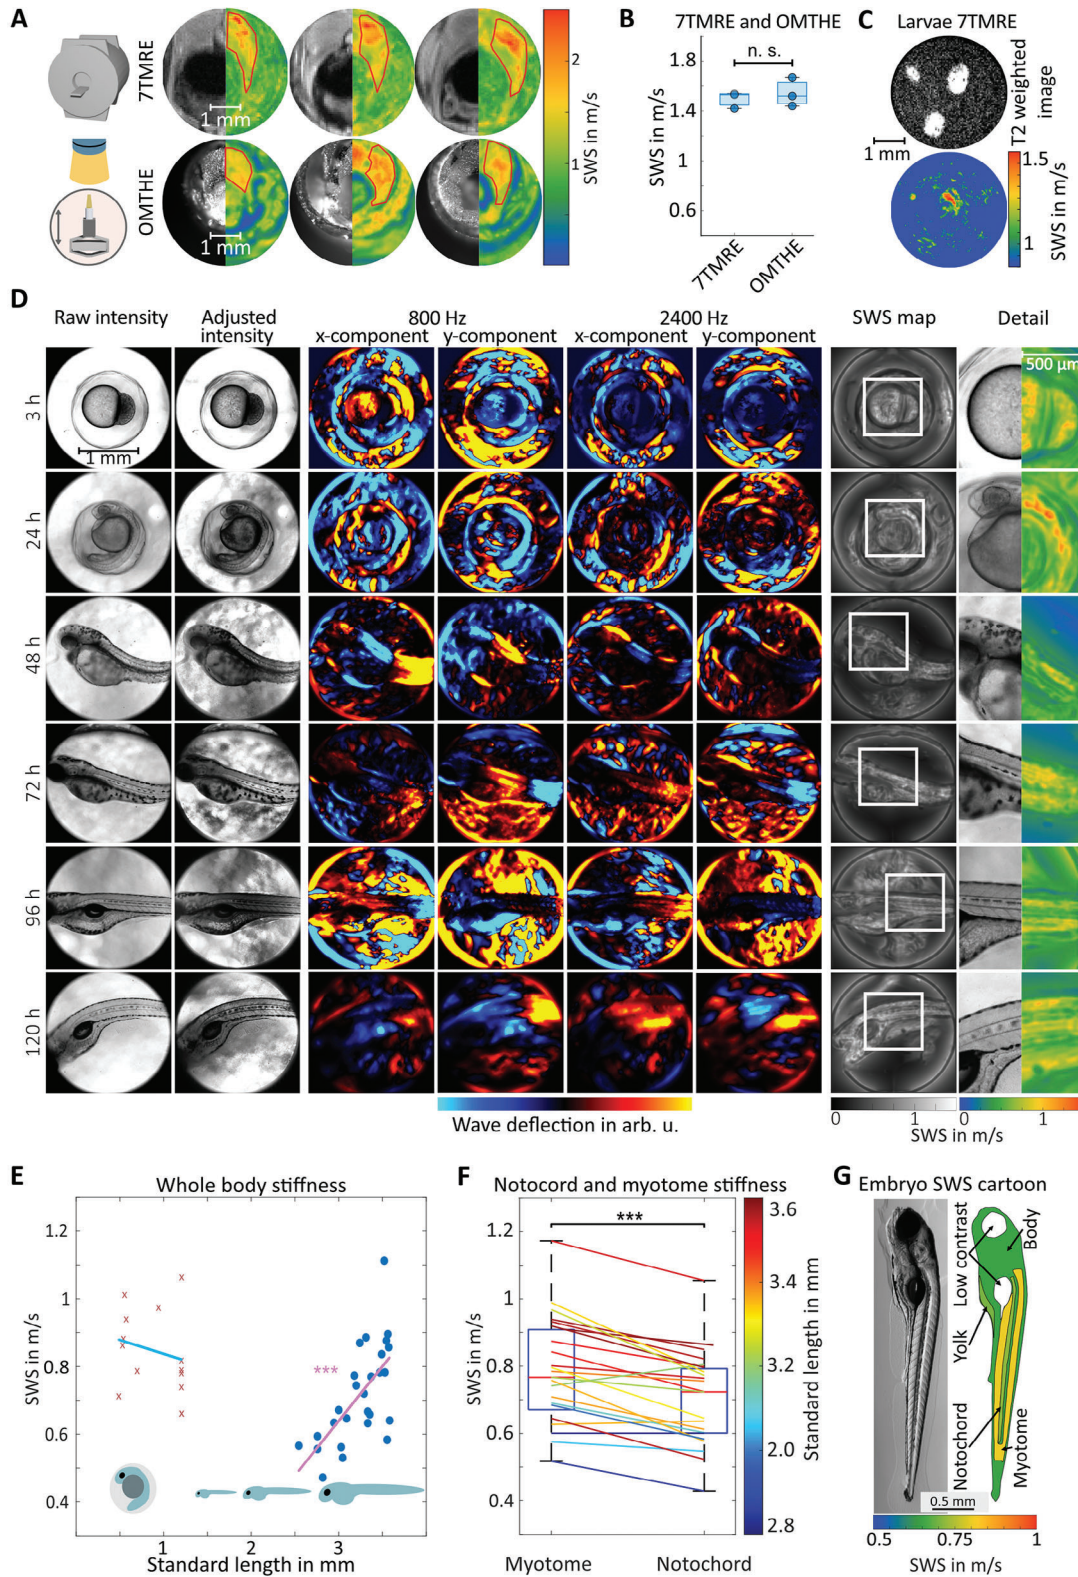 A
7TMRE
1 mm
OMTHE
1 mm
2
1
SWS in m/s
B
7TMRE and OMTHE
n. s.
1.8
1.4
1
0.6
SWS in m/s
7TMRE
OMTHE
C
Larvae 7TMRE
T2 weighted
image
1 mm
1.5
1
SWS in m/s
D
Raw intensity
Adjusted
intensity
800 Hz
x-component
y-component
2400 Hz
x-component
y-component
SWS map
Detail
3 h
1 mm
500 µm
24 h
48 h
72 h
96 h
120 h
Wave deflection in arb. u.
0
1
0
1
SWS in m/s
E
Whole body stiffness
1.2
1
0.8
0.6
0.4
SWS in m/s
***
1
2
3
Standard length in mm
F
Notocord and myotome stiffness
***
1.2
1
0.8
0.6
0.4
SWS in m/s
Myotome
Notochord
3.6
3.4
3.2
2.0
2.8
Standard length in mm
G
Embryo SWS cartoon
Low contrast
Body
Yolk
Notochord
Myotome
0.5 mm
0.5
0.75
1
SWS in m/s